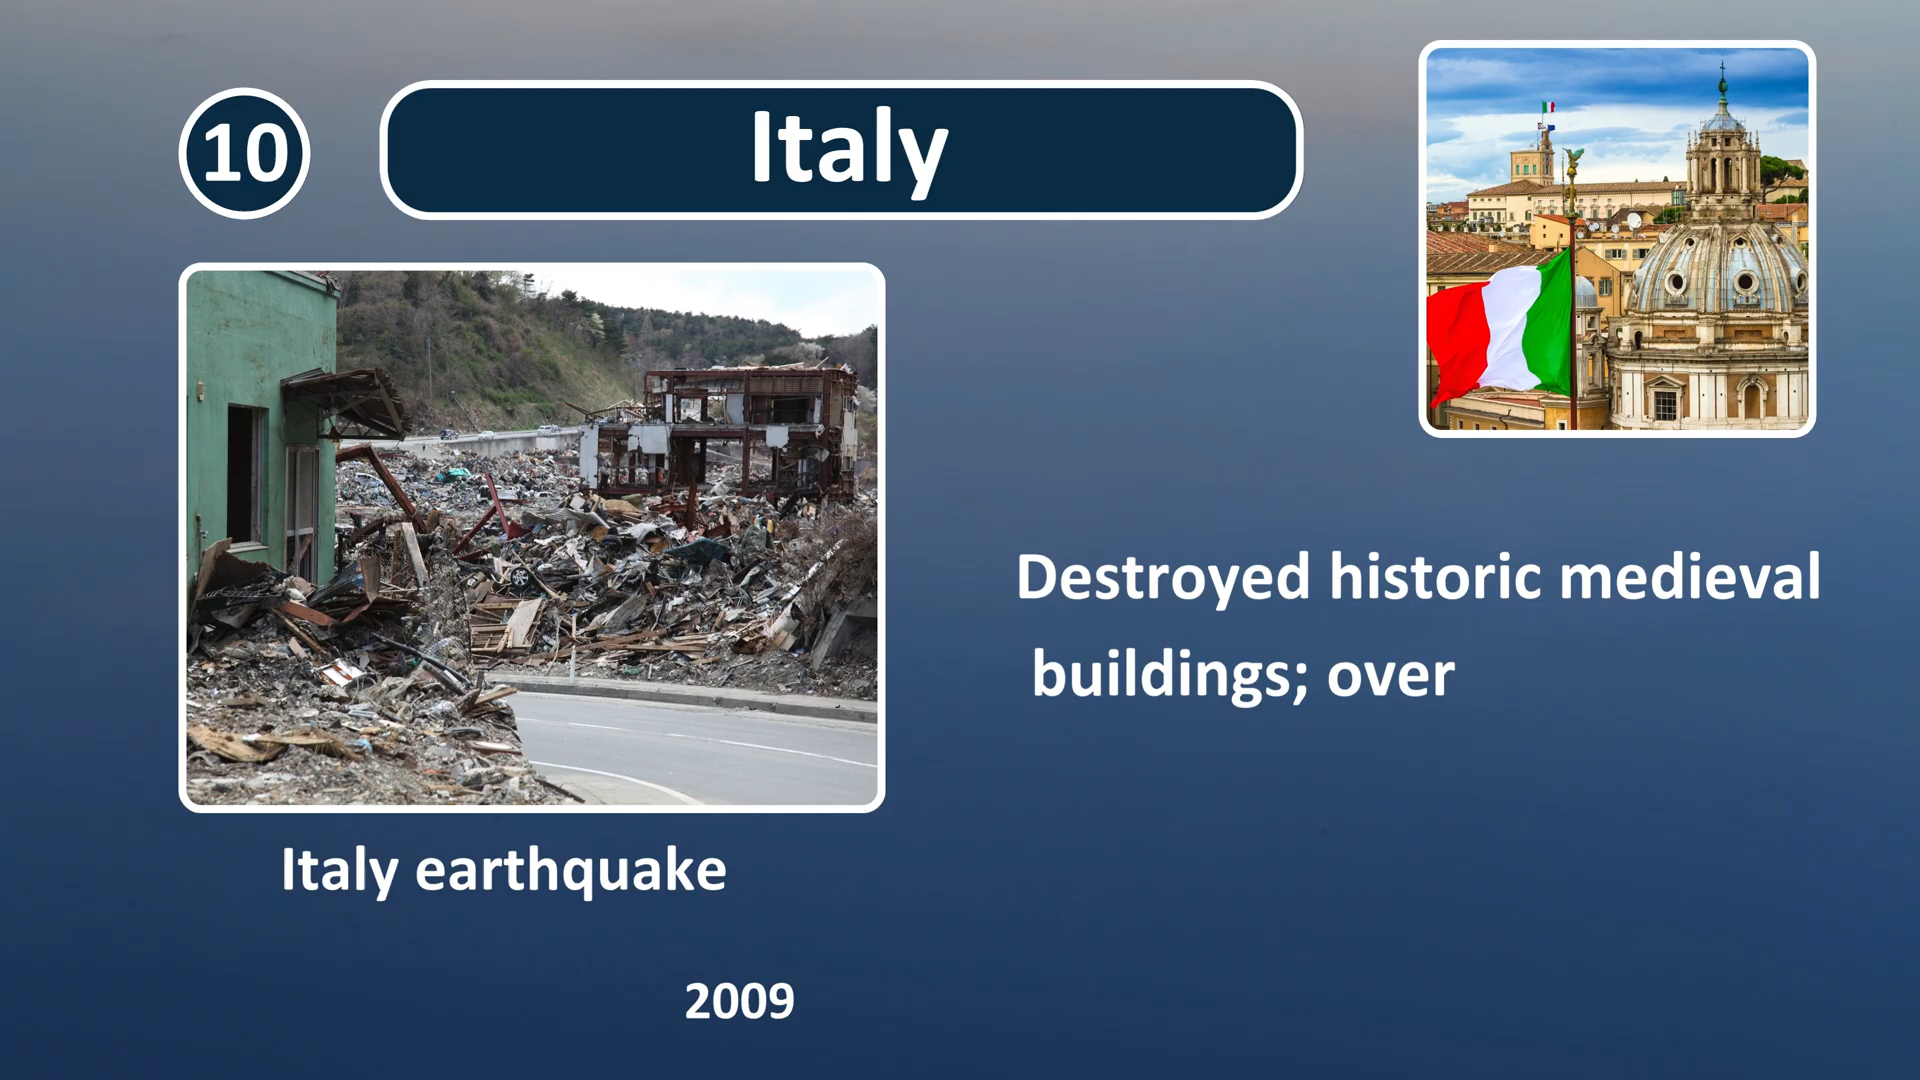 10
Italy
Destroyed historic medieval
buildings; over
Italy earthquake
2009